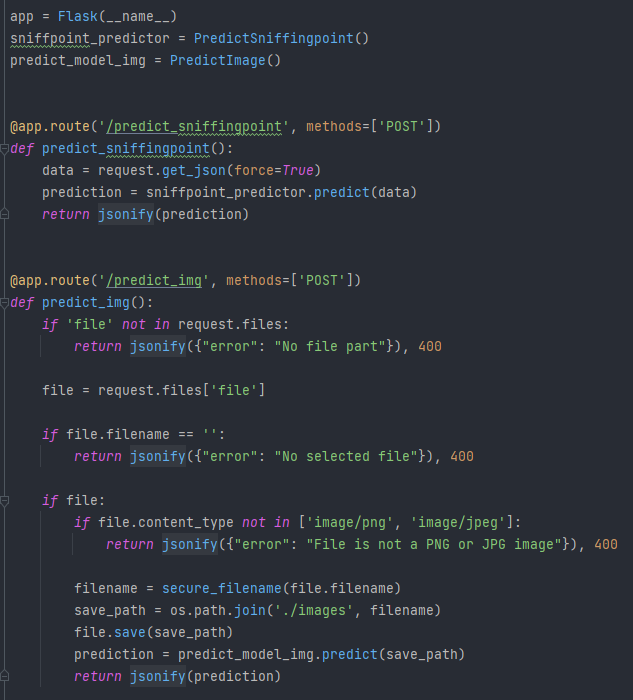 app = Flask(__name__)
sniffpoint_predictor = PredictSniffingpoint()
predict_model_img = PredictImage()
@app.route('/predict_sniffingpoint', methods=['POST'])
def predict_sniffingpoint():
    data = request.get_json(force=True)
    prediction = sniffpoint_predictor.predict(data)
    return jsonify(prediction)
@app.route('/predict_img', methods=['POST'])
def predict_img():
    if 'file' not in request.files:
        return jsonify({"error": "No file part"}), 400
    file = request.files['file']
    if file.filename == '':
        return jsonify({"error": "No selected file"}), 400
    if file:
        if file.content_type not in ['image/png', 'image/jpeg']:
            return jsonify({"error": "File is not a PNG or JPG image"}), 400
        filename = secure_filename(file.filename)
        save_path = os.path.join('./images', filename)
        file.save(save_path)
        prediction = predict_model_img.predict(save_path)
        return jsonify(prediction)